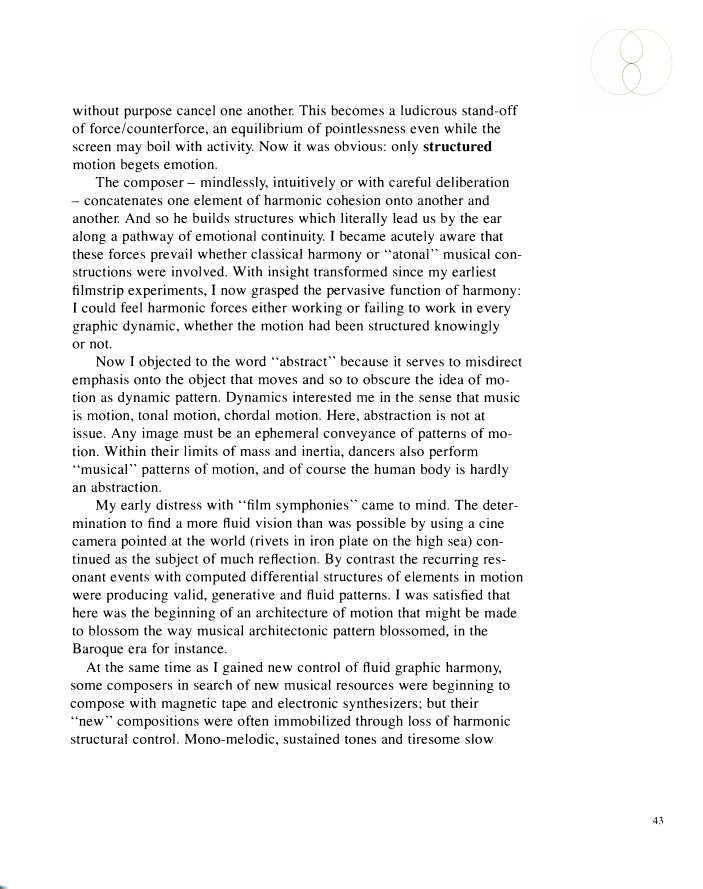 without purpose cancel one another. This becomes a ludicrous stand-off
of force/counterforce, an equilibrium of pointlessness even while the
screen may boil with activity. Now it was obvious: only structured
motion begets emotion.
The composer – mindlessly, intuitively or with careful deliberation
– concatenates one element of harmonic cohesion onto another and
another. And so he builds structures which literally lead us by the ear
along a pathway of emotional continuity. I became acutely aware that
these forces prevail whether classical harmony or “atonal” musical con-
structions were involved. With insight transformed since my earliest
filmstrip experiments, I now grasped the pervasive function of harmony:
I could feel harmonic forces either working or failing to work in every
graphic dynamic, whether the motion had been structured knowingly
or not.
Now I objected to the word “abstract” because it serves to misdirect
emphasis onto the object that moves and so to obscure the idea of mo-
tion as dynamic pattern. Dynamics interested me in the sense that music
is motion, tonal motion, chordal motion. Here, abstraction is not at
issue. Any image must be an ephemeral conveyance of patterns of mo-
tion. Within their limits of mass and inertia, dancers also perform
“musical” patterns of motion, and of course the human body is hardly
an abstraction.
My early distress with “film symphonies” came to mind. The deter-
mination to find a more fluid vision than was possible by using a cine
camera pointed at the world (rivets in iron plate on the high sea) con-
tinued as the subject of much reflection. By contrast the recurring res-
onant events with computed differential structures of elements in motion
were producing valid, generative and fluid patterns. I was satisfied that
here was the beginning of an architecture of motion that might be made
to blossom the way musical architectonic pattern blossomed, in the
Baroque era for instance.
At the same time as I gained new control of fluid graphic harmony,
some composers in search of new musical resources were beginning to
compose with magnetic tape and electronic synthesizers; but their
“new” compositions were often immobilized through loss of harmonic
structural control. Mono-melodic, sustained tones and tiresome slow
43